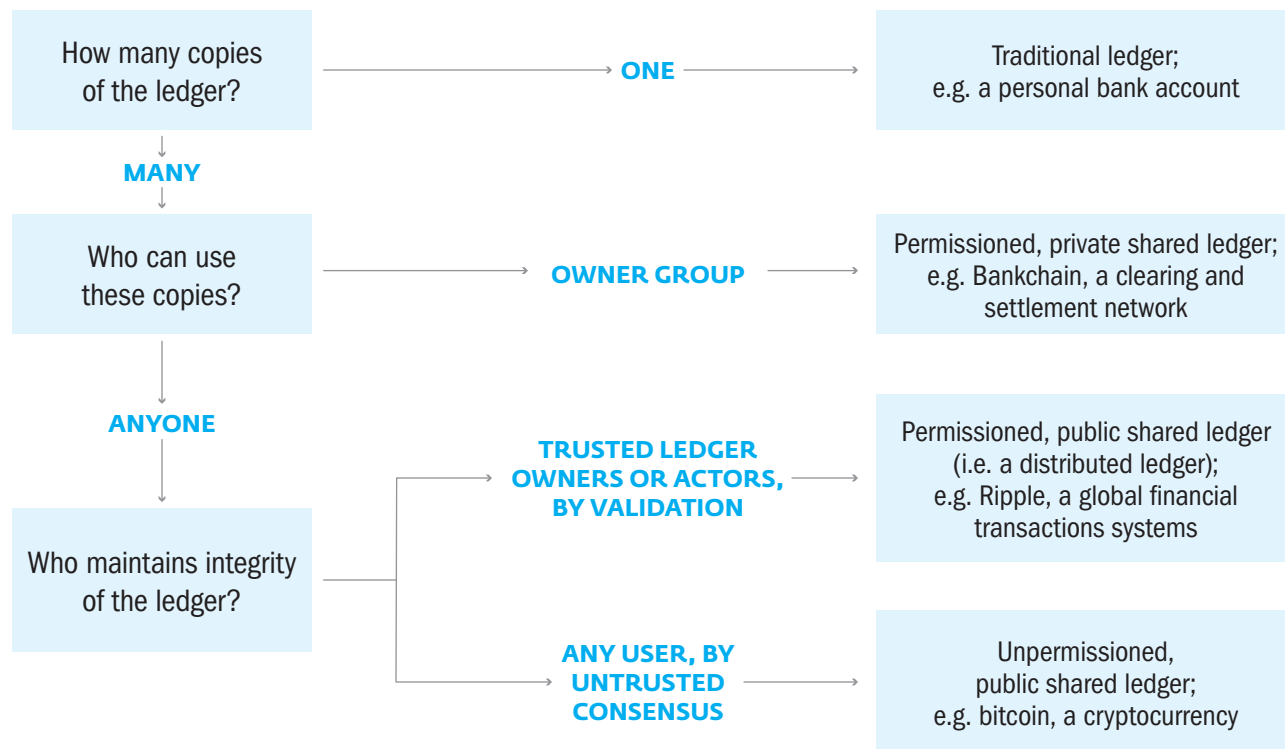 How many copies
of the ledger?
ONE
Traditional ledger;
e.g. a personal bank account
MANY
Who can use
these copies?
OWNER GROUP
Permissioned, private shared ledger;
e.g. Bankchain, a clearing and
settlement network
ANYONE
Who maintains integrity
of the ledger?
TRUSTED LEDGER
OWNERS OR ACTORS,
BY VALIDATION
Permissioned, public shared ledger
(i.e. a distributed ledger);
e.g. Ripple, a global financial
transactions systems
ANY USER, BY
UNTRUSTED
CONSENSUS
Unpermissioned,
public shared ledger;
e.g. bitcoin, a cryptocurrency